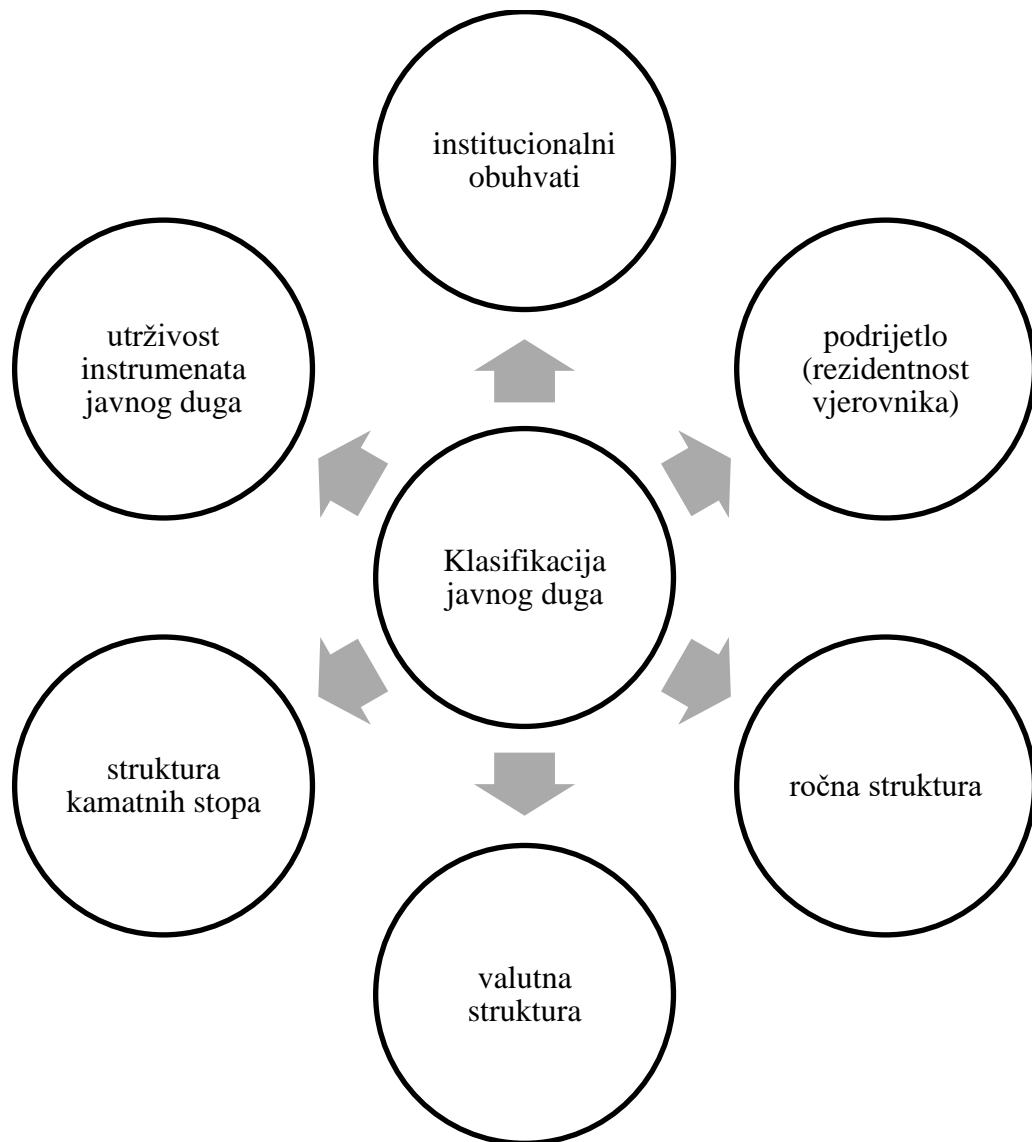 institucionalni
obuhvati
utrživost
instrumenata
javnog duga
podrijetlo
(rezidentnost
vjerovnika)
Klasifikacija
javnog duga
struktura
kamatnih stopa
ročna struktura
valutna
struktura